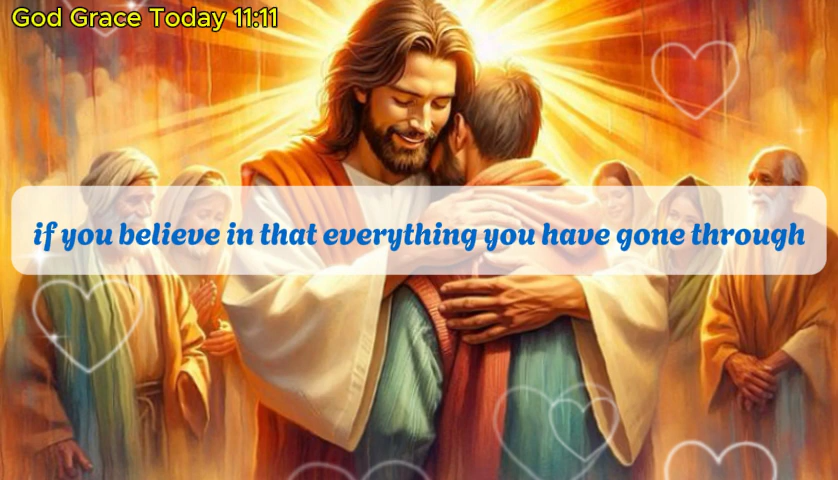 God Grace Today 11:11
if you believe in that everything you have gone through